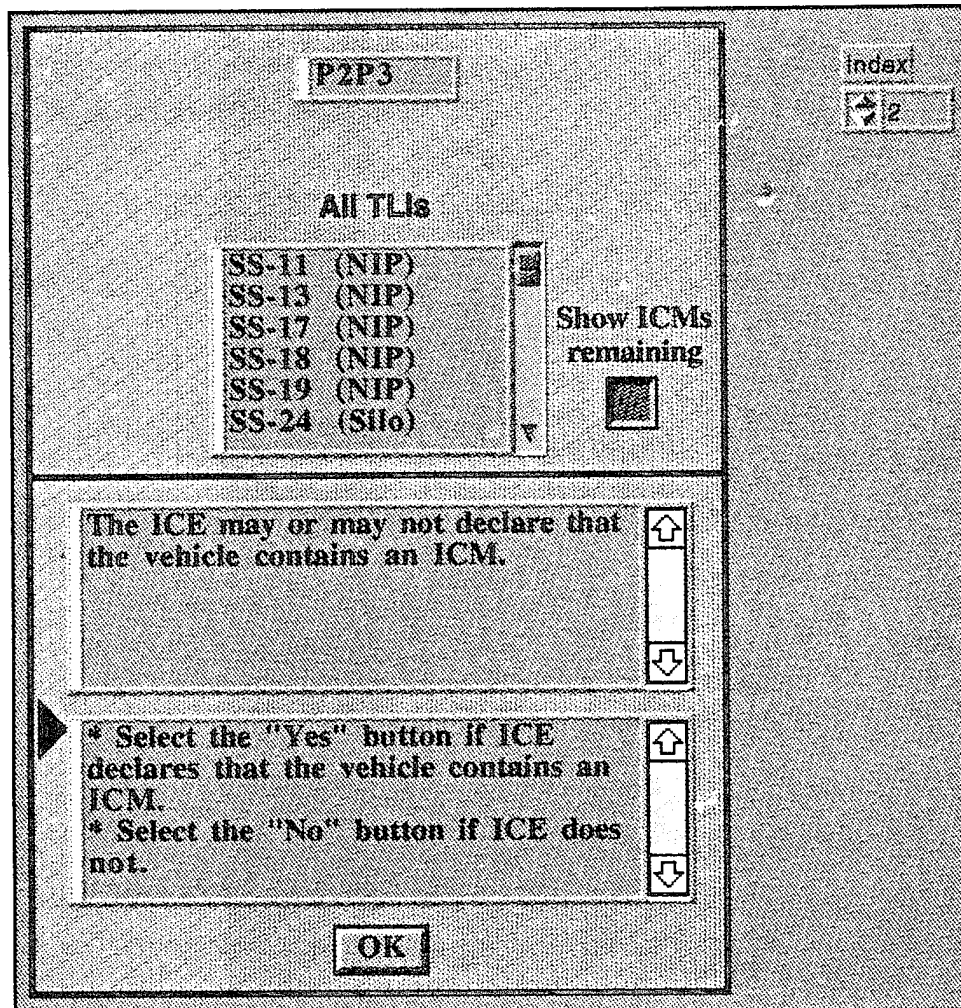 P2P3
Index!
2
All TLIs
SS-11 (NIP)
SS-13 (NIP)
SS-17 (NIP)
SS-18 (NIP)
SS-19 (NIP)
SS-24 (Silo)
Show ICMs
remaining
The ICE may or may not declare that
the vehicle contains an ICM.
* Select the "Yes" button if ICE
declares that the vehicle contains an
ICM.
* Select the "No" button if ICE does
not.
OK